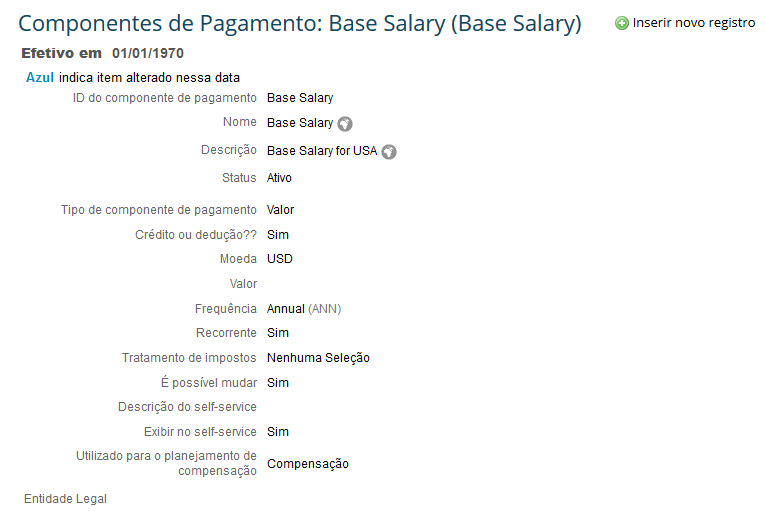 Componentes de Pagamento: Base Salary (Base Salary)
Inserir novo registro
Efetivo em 01/01/1970
Azul indica item alterado nessa data
ID do componente de pagamento Base Salary
Nome Base Salary
Descrição Base Salary for USA
Status Ativo
Tipo de componente de pagamento Valor
Crédito ou dedução?? Sim
Moeda USD
Valor
Frequência Annual (ANN)
Recorrente Sim
Tratamento de impostos Nenhuma Seleção
É possível mudar Sim
Descrição do self-service
Exibir no self-service Sim
Utilizado para o planejamento de
compensação Compensação
Entidade Legal